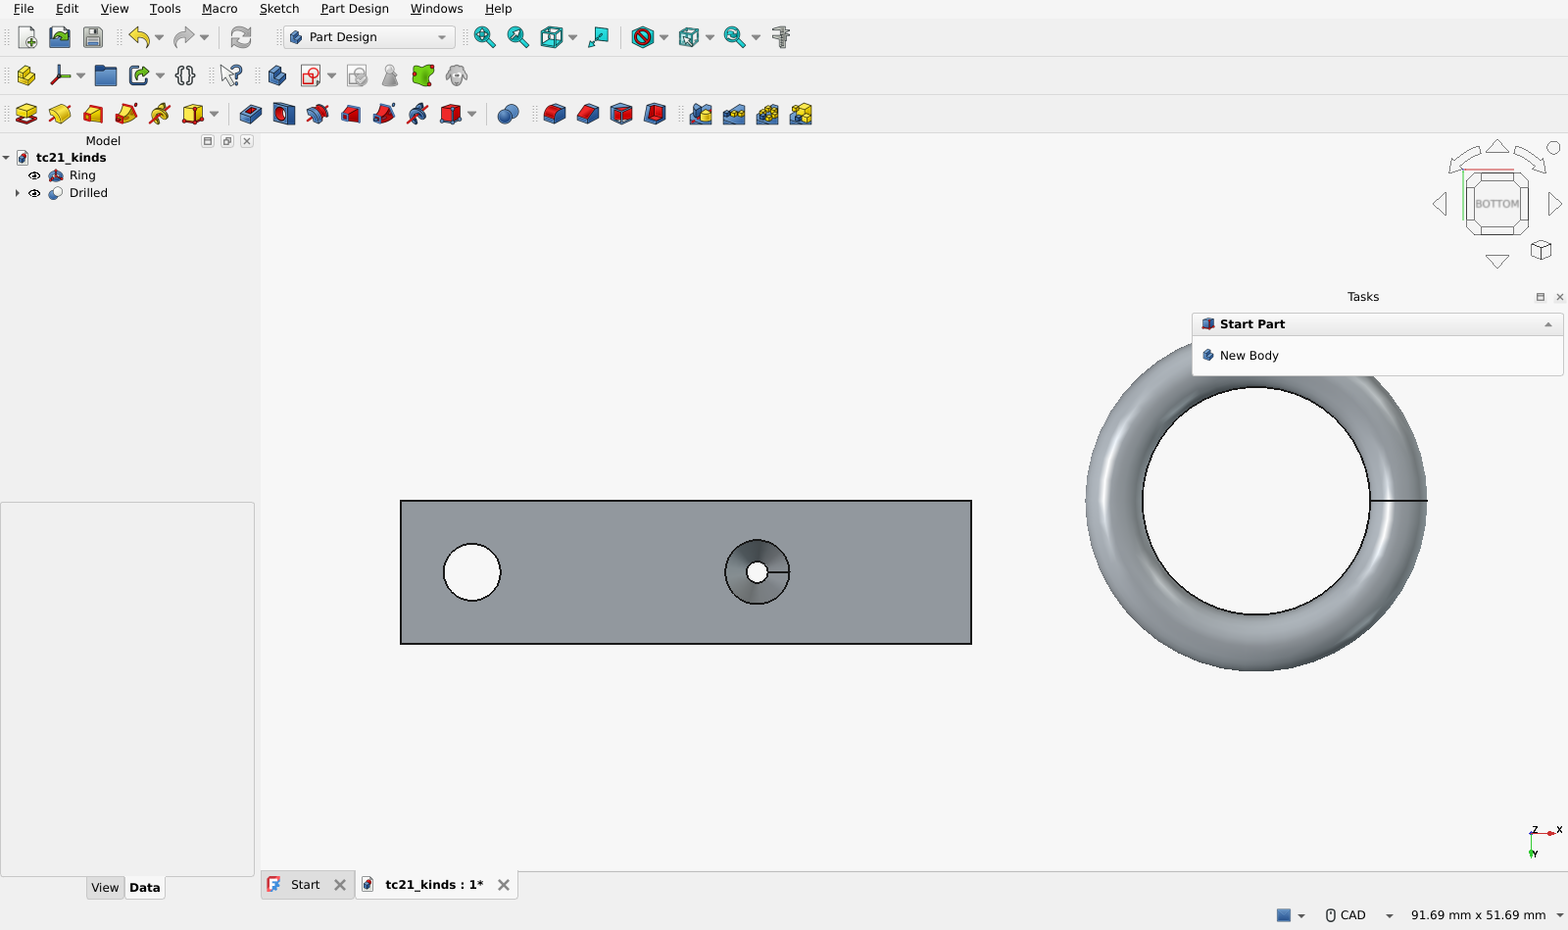 File Edit View Tools Macro Sketch Part Design Windows Help
Part Design
Model
tc21_kinds
Ring
Drilled
BOTTOM
Tasks
Start Part
New Body
Z X
Y
View Data
Start tc21_kinds : 1*
CAD 91.69 mm x 51.69 mm